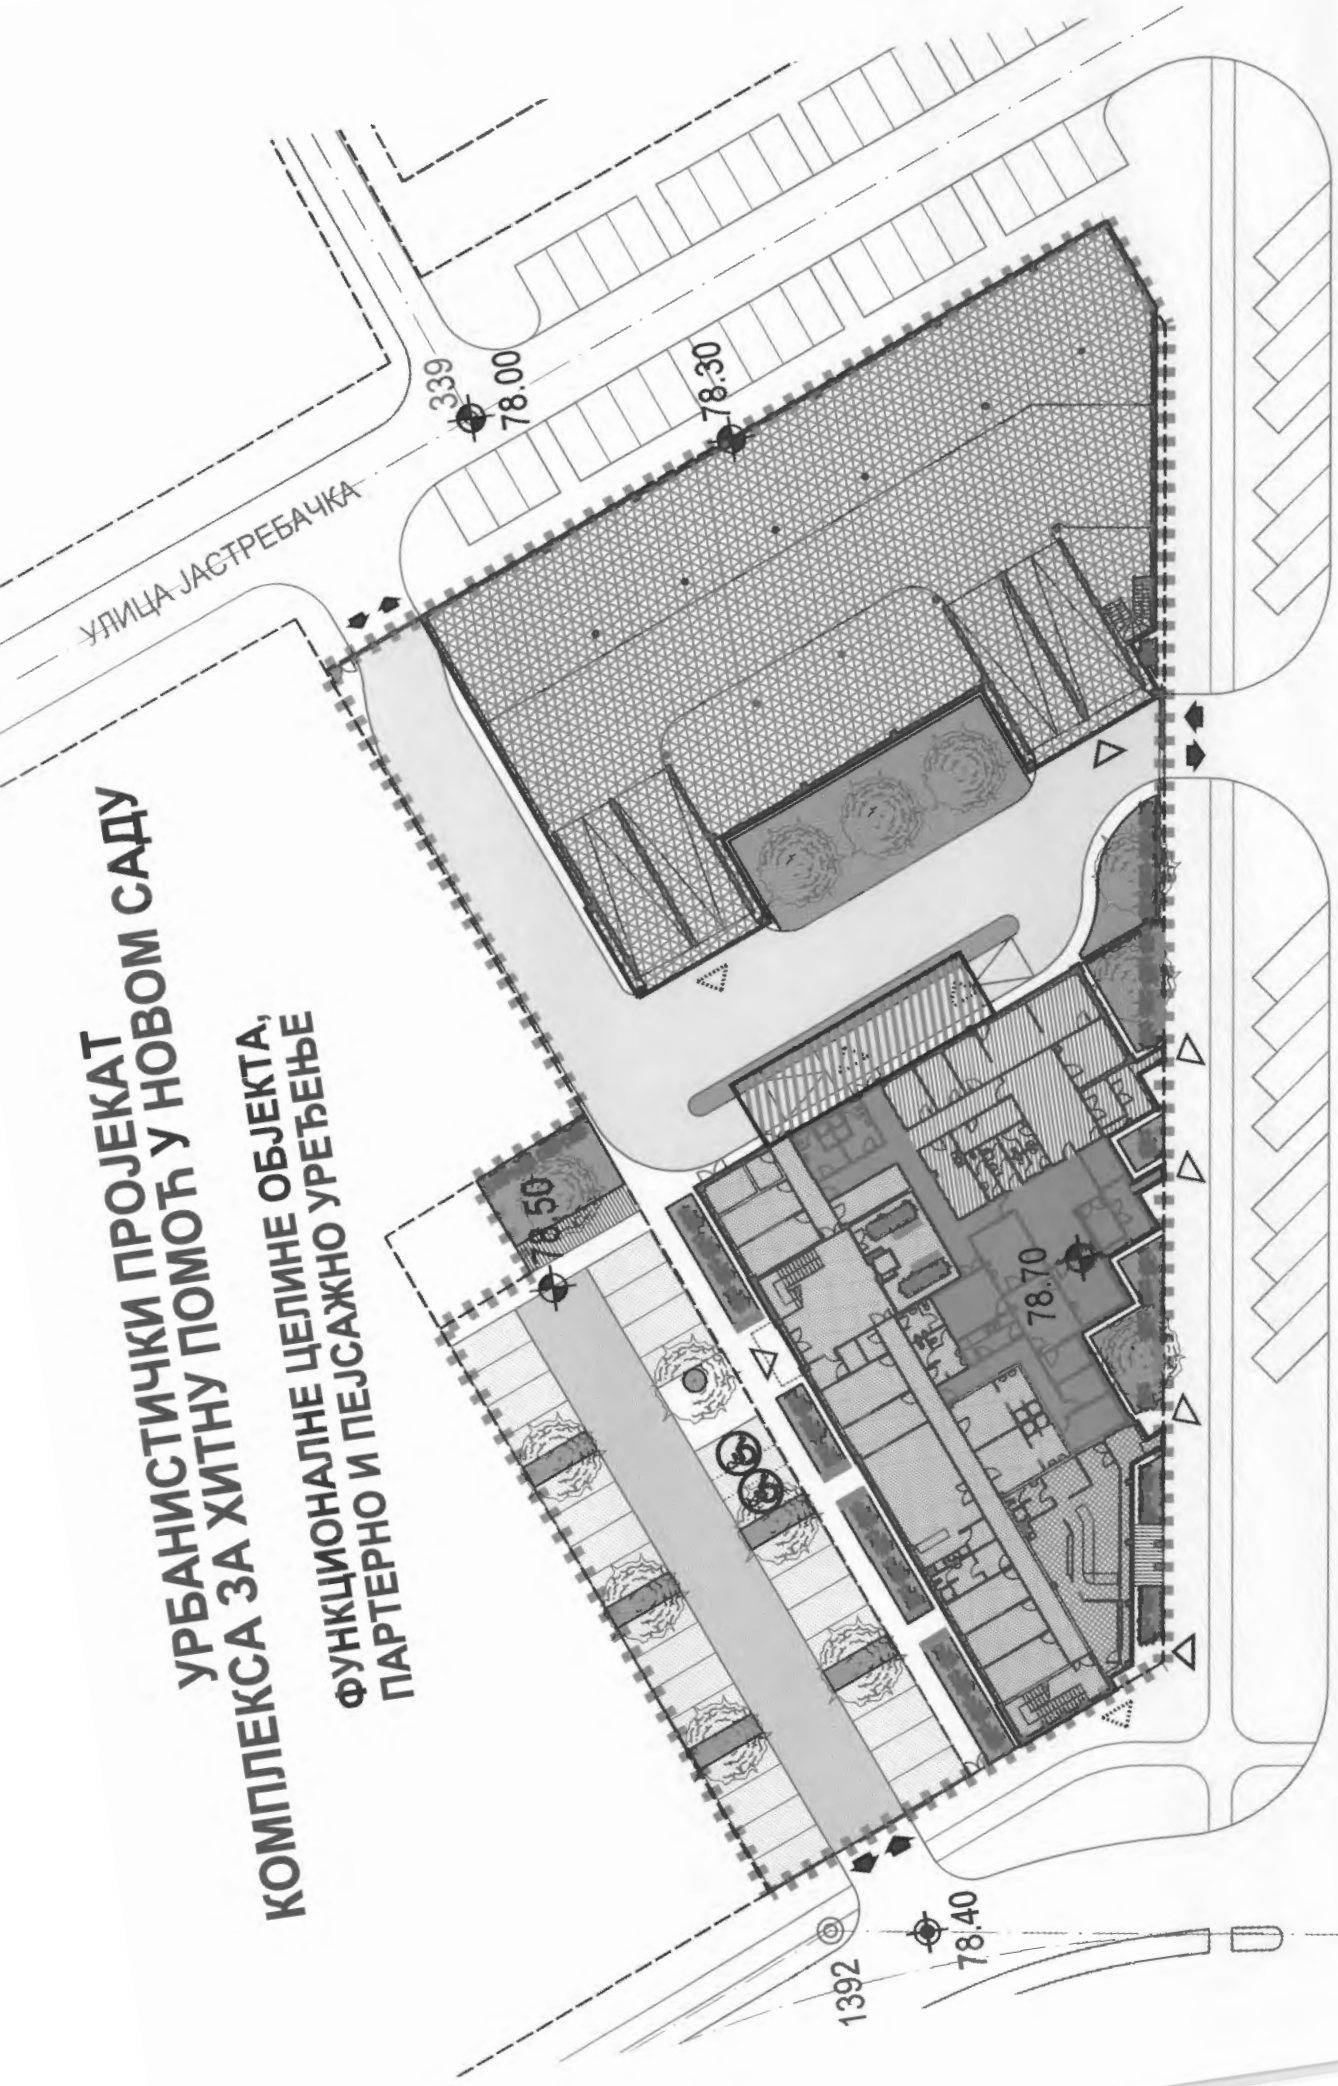 УРБАНИСТИЧКИ ПРОЈЕКАТ
КОМПЛЕКСА ЗА ХИТНУ ПОМОЋ У НОВОМ САДУ
ФУНКЦИОНАЛНЕ ЦЕЛИНЕ ОБЈЕКТА,
ПАРТЕРНО И ПЕЈСАЖНО УРЕЂЕЊЕ
УЛИЦА ЈАСТРЕБАЧКА
339
78.00
78.30
78.50
78.70
1392
78.40